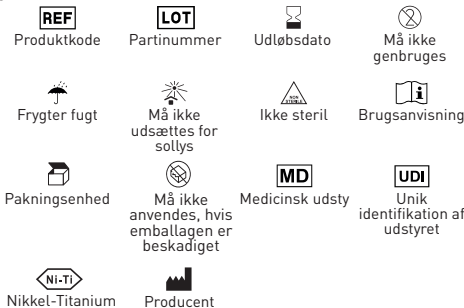 REF
LOT
Produktkode
Partinummer
Udløbsdato
Må ikke
genbruges
NON
STERILE
Frygter fugt
Må ikke
udsættes for
sollys
Ikke steril
Brugsanvisning
MD
UDI
Pakningsenhed
Må ikke
anvendes, hvis
emballagen er
beskadiget
Medicinsk udsty
Unik
identifikation af
udstyret
Ni-Ti
Nikkel-Titanium
Producent